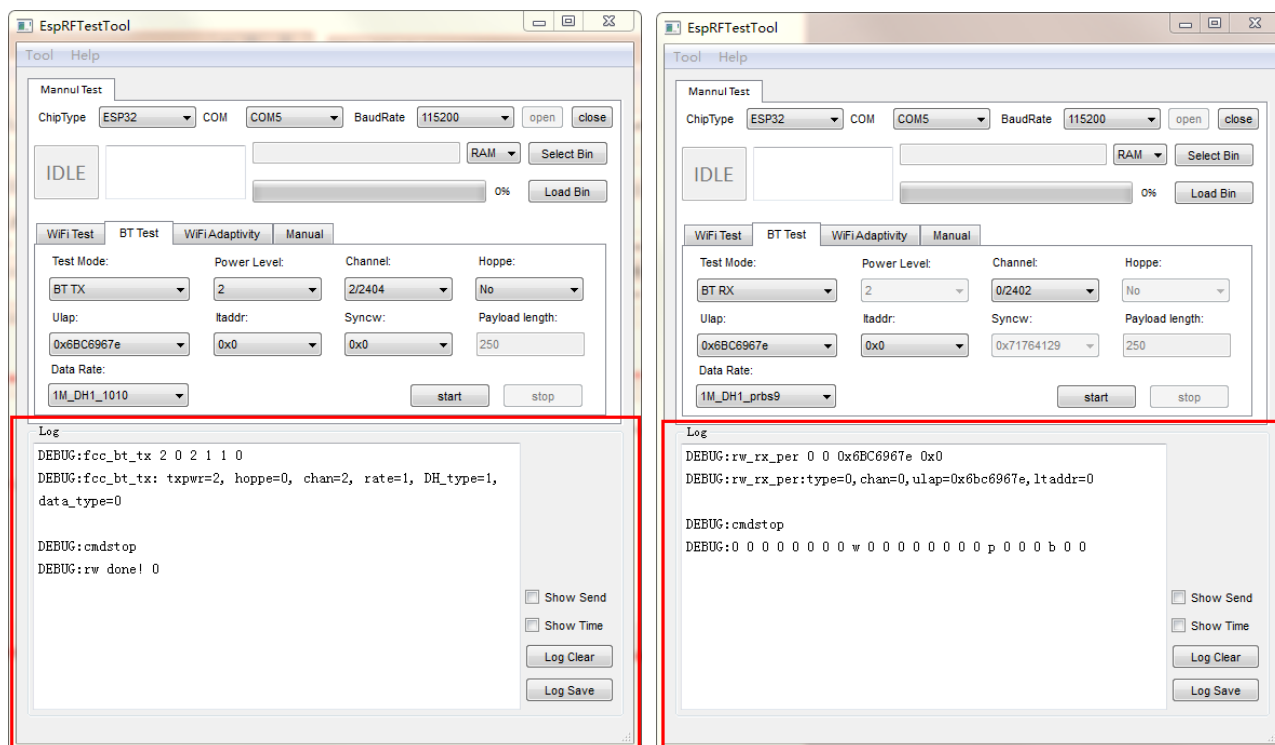 EspRFTestTool
Tool Help
Mannul Test
ChipType ESP32 COM COM5 BaudRate 115200 open close
IDLE
RAM Select Bin
0% Load Bin
WiFi Test BT Test WiFi Adaptivity Manual
Test Mode: Power Level: Channel: Hoppe:
BT TX 2 2/2404 No
Ulap: ltaddr: Syncw: Payload length:
0x6BC6967e 0x0 0x0 250
Data Rate:
1M_DH1_1010 start stop
Log
DEBUG:fcc_bt_tx 2 0 2 1 1 0
DEBUG:fcc_bt_tx: txpwr=2, hoppe=0, chan=2, rate=1, DH_type=1,
data_type=0
DEBUG:cmdstop
DEBUG:rw done! 0
Show Send
Show Time
Log Clear
Log Save
EspRFTestTool
Tool Help
Mannul Test
ChipType ESP32 COM COM5 BaudRate 115200 open close
IDLE
RAM Select Bin
0% Load Bin
WiFi Test BT Test WiFi Adaptivity Manual
Test Mode: Power Level: Channel: Hoppe:
BT RX 2 0/2402 No
Ulap: ltaddr: Syncw: Payload length:
0x6BC6967e 0x0 0x71764129 250
Data Rate:
1M_DH1_prbs9 start stop
Log
DEBUG:rw_rx_per 0 0 0x6BC6967e 0x0
DEBUG:rw_rx_per:type=0,chan=0,ulap=0x6bc6967e,ltaddr=0
DEBUG:cmdstop
DEBUG:0 0 0 0 0 0 0 0 w 0 0 0 0 0 0 0 0 p 0 0 0 b 0 0
Show Send
Show Time
Log Clear
Log Save